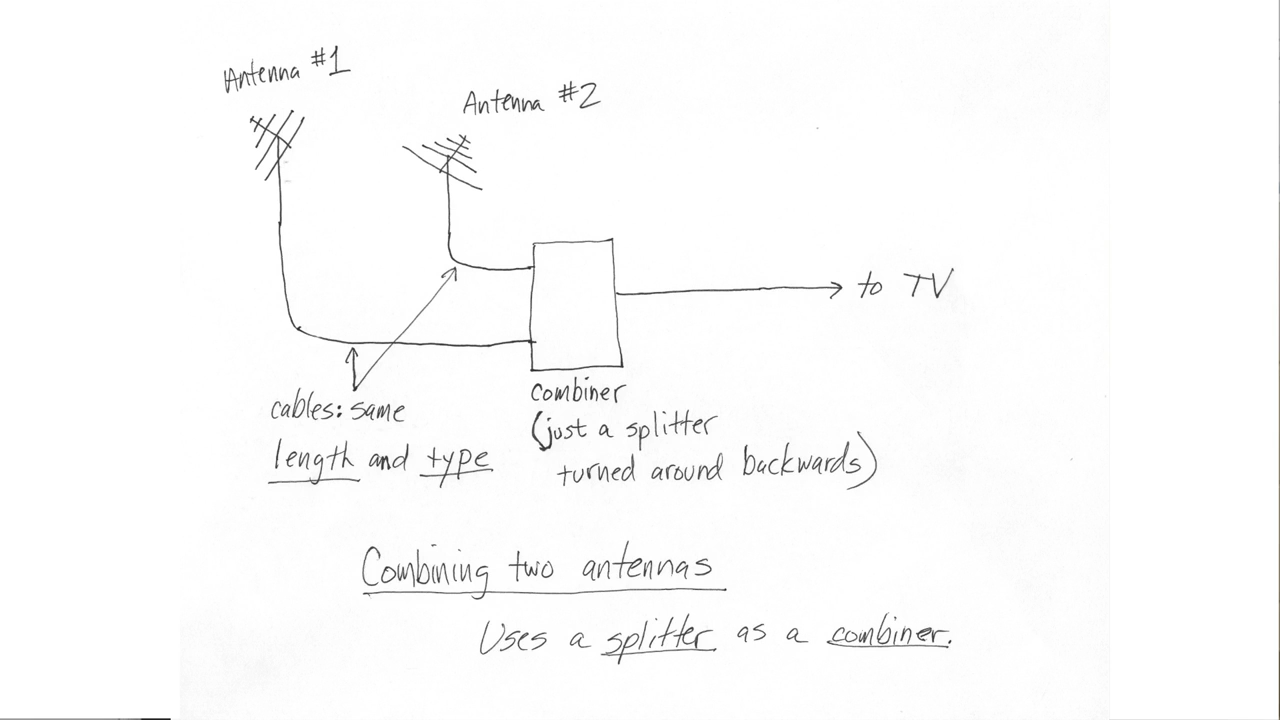 Antenna #1
Antenna #2
to TV
cables: same
length and type
combiner
(just a splitter
turned around backwards)
Combining two antennas
Uses a splitter as a combiner.